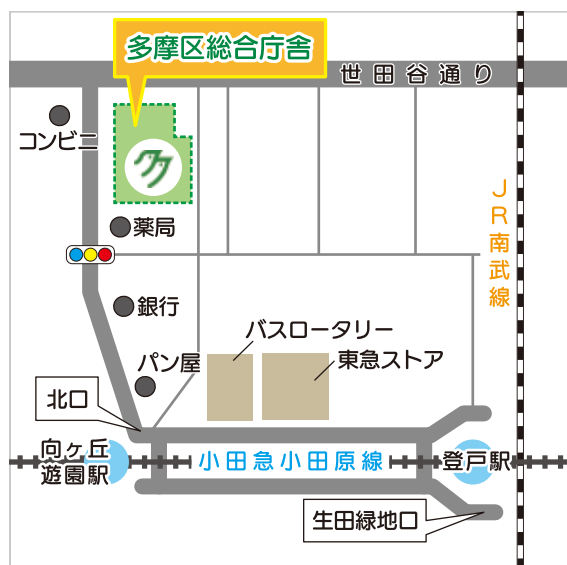 多摩区総合庁舎
世田谷通り
コンビニ
薬局
JR南武線
銀行
バスロータリー
パン屋
東急ストア
北口
向ヶ丘
遊園駅
小田急小田原線
登戸駅
生田緑地口